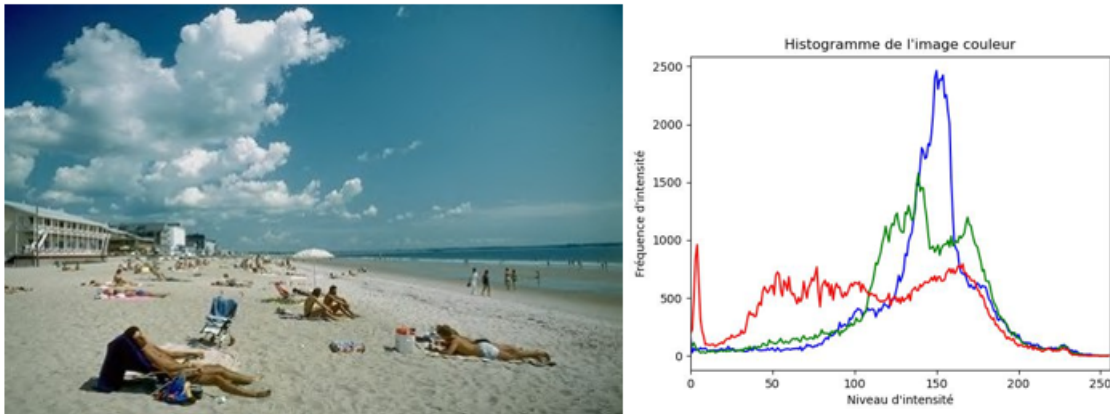 Histogramme de l'image couleur
Fréquence d'intensité
2500
2000
1500
1000
500
0
0 50 100 150 200 250
Niveau d'intensité